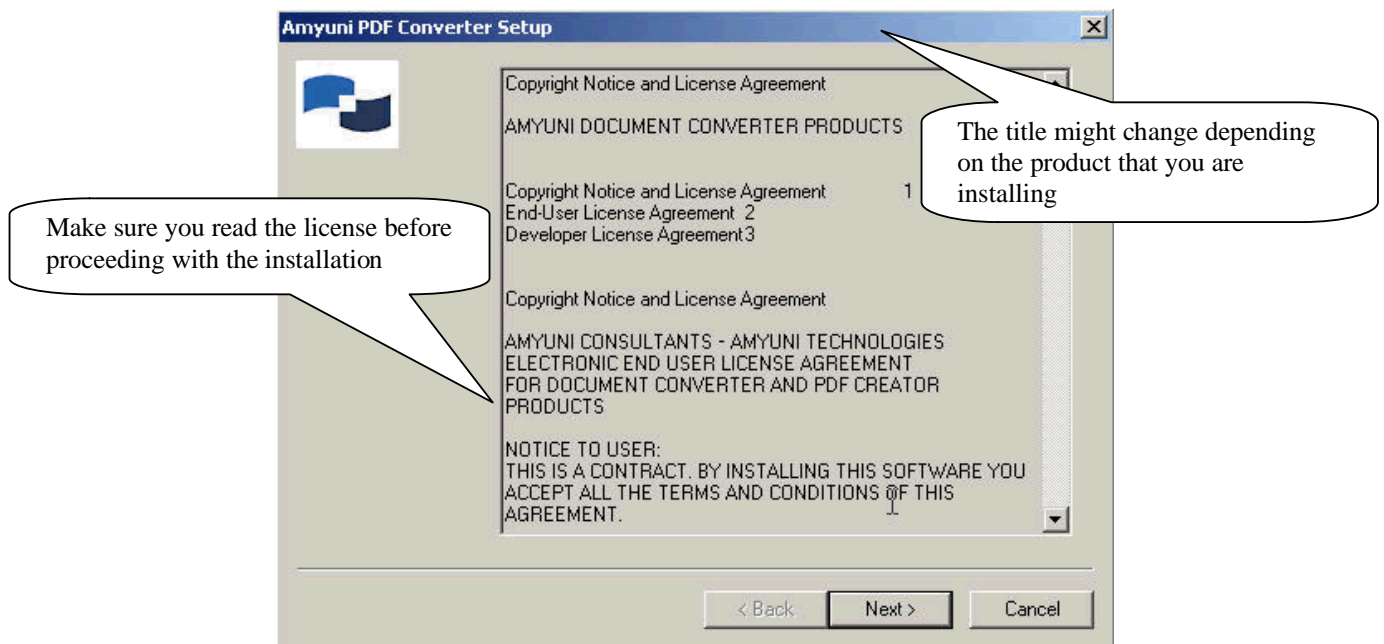 Amyuni PDF Converter Setup
Copyright Notice and License Agreement
AMYUNI DOCUMENT CONVERTER PRODUCTS
The title might change depending
on the product that you are
installing
Copyright Notice and License Agreement 1
End-User License Agreement 2
Developer License Agreement3
Make sure you read the license before
proceeding with the installation
Copyright Notice and License Agreement
AMYUNI CONSULTANTS - AMYUNI TECHNOLOGIES
ELECTRONIC END USER LICENSE AGREEMENT
FOR DOCUMENT CONVERTER AND PDF CREATOR
PRODUCTS
NOTICE TO USER:
THIS IS A CONTRACT. BY INSTALLING THIS SOFTWARE YOU
ACCEPT ALL THE TERMS AND CONDITIONS OF THIS
AGREEMENT.
< Back
Next >
Cancel